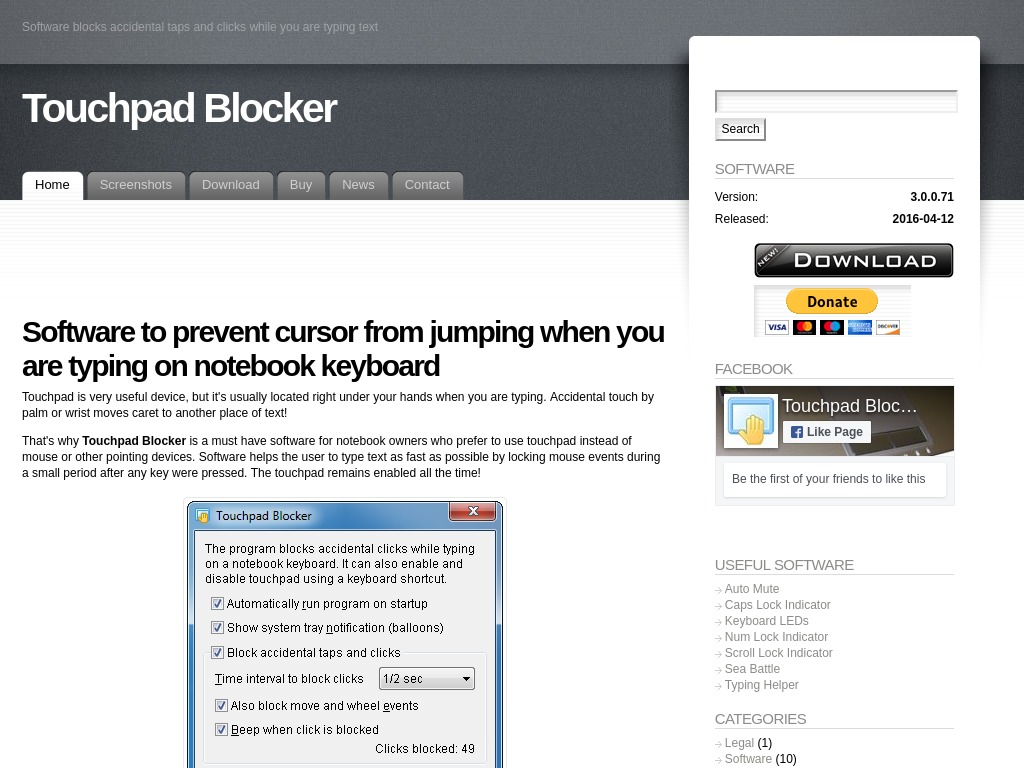 Software blocks accidental taps and clicks while you are typing text
Touchpad Blocker
Home
Screenshots
Download
Buy
News
Contact
Search
SOFTWARE
Version: 3.0.0.71
Released: 2016-04-12
NEW! DOWNLOAD
Donate
VISA
DISCOVER
Software to prevent cursor from jumping when you
are typing on notebook keyboard
Touchpad is very useful device, but it's usually located right under your hands when you are typing. Accidental touch by
palm or wrist moves caret to another place of text!
That's why Touchpad Blocker is a must have software for notebook owners who prefer to use touchpad instead of
mouse or other pointing devices. Software helps the user to type text as fast as possible by locking mouse events during
a small period after any key were pressed. The touchpad remains enabled all the time!
Touchpad Blocker
The program blocks accidental clicks while typing
on a notebook keyboard. It can also enable and
disable touchpad using a keyboard shortcut.
Automatically run program on startup
Show system tray notification (balloons)
Block accidental taps and clicks
Time interval to block clicks 1/2 sec
Also block move and wheel events
Beep when click is blocked
Clicks blocked: 49
FACEBOOK
Touchpad Bloc…
Like Page
Be the first of your friends to like this
USEFUL SOFTWARE
Auto Mute
Caps Lock Indicator
Keyboard LEDs
Num Lock Indicator
Scroll Lock Indicator
Sea Battle
Typing Helper
CATEGORIES
Legal (1)
Software (10)